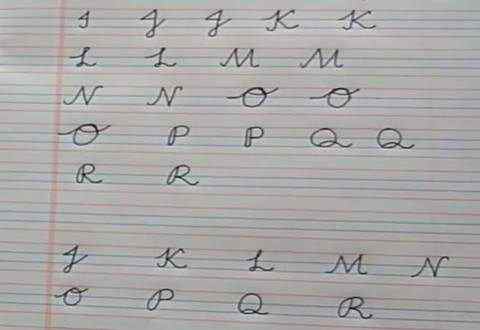 I J J K K
L L M M
N N O O
O P P Q Q
R R
J K L M N
O P Q R